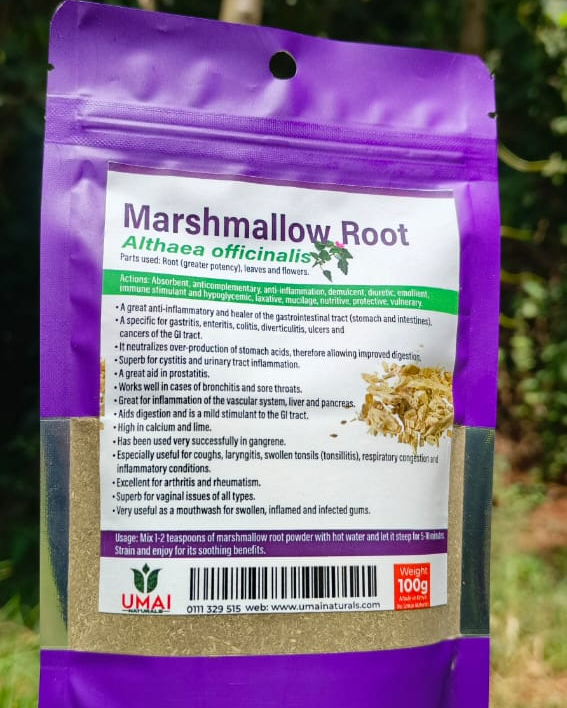 Marshmallow Root
Althaea officinalis
Parts used: Root (greater potency), leaves and flowers.
Actions: Absorbent, anticomplementary, anti-inflammation, demulcent, diuretic, emollient,
immune stimulant and hypoglycemic, laxative, mucilage, nutritive, protective, vulnerary.
• A great anti-inflammatory and healer of the gastrointestinal tract (stomach and intestines).
• A specific for gastritis, enteritis, colitis, diverticulitis, ulcers and
cancers of the GI tract.
• It neutralizes over-production of stomach acids, therefore allowing improved digestion.
• Superb for cystitis and urinary tract inflammation.
• A great aid in prostatitis.
• Works well in cases of bronchitis and sore throats.
• Great for inflammation of the vascular system, liver and pancreas.
• Aids digestion and is a mild stimulant to the GI tract.
• High in calcium and lime.
• Has been used very successfully in gangrene.
• Especially useful for coughs, laryngitis, swollen tonsils (tonsillitis), respiratory congestion and
inflammatory conditions.
• Excellent for arthritis and rheumatism.
• Superb for vaginal issues of all types.
• Very useful as a mouthwash for swollen, inflamed and infected gums.
Usage: Mix 1-2 teaspoons of marshmallow root powder with hot water and let it steep for 5-10 minutes
Strain and enjoy for its soothing benefits.
UMAI
NATURALS
0111 329 515 web: www.umainaturals.com
Weight
100g
Made in Kenya